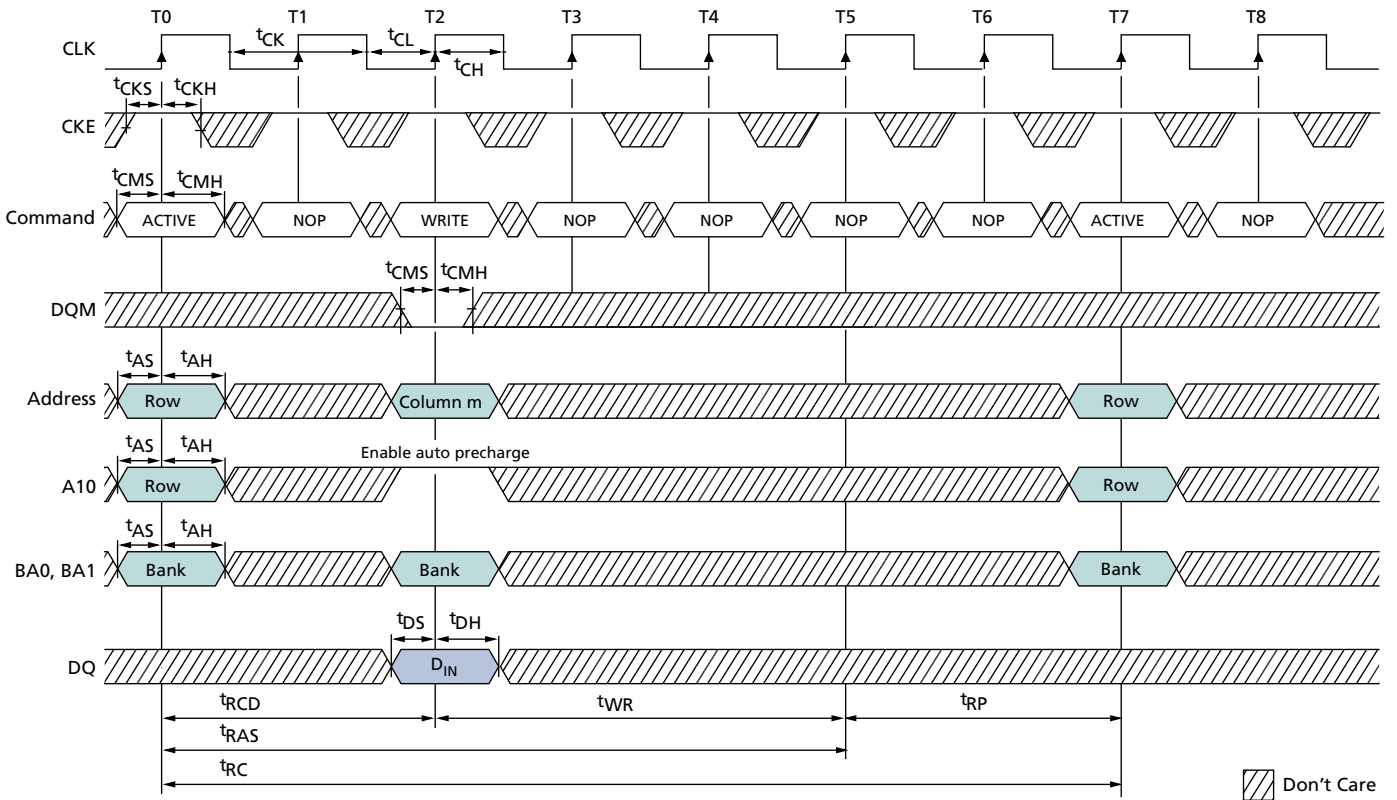 T0 T1 T2 T3 T4 T5 T6 T7 T8
CLK tCK tCL tCH
tCKS tCKH
CKE
tCMS tCMH
Command ACTIVE NOP WRITE NOP NOP NOP NOP ACTIVE NOP
tCMS tCMH
DQM
tAS tAH
Address Row Column m Row
tAS tAH Enable auto precharge
A10 Row Row
tAS tAH
BA0, BA1 Bank Bank Bank
tDS tDH
DQ DIN
tRCD tWR tRP
tRAS
tRC
Don't Care